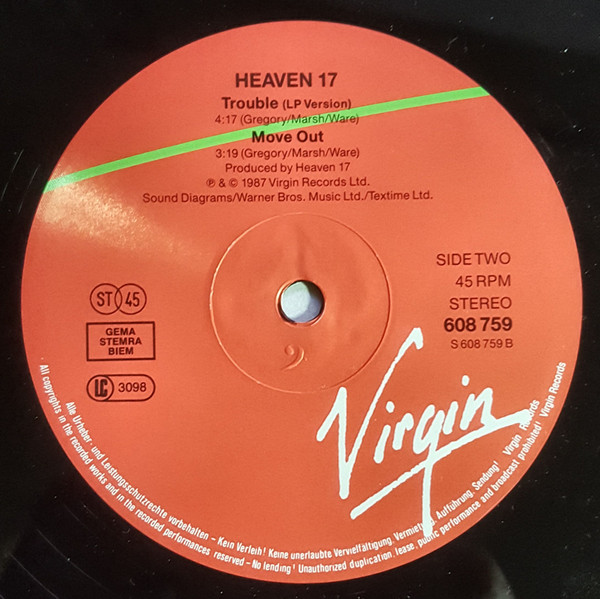 HEAVEN 17
Trouble (LP Version)
4:17 (Gregory/Marsh/Ware)
Move Out
3:19 (Gregory/Marsh/Ware)
Produced by Heaven 17
℗ & © 1987 Virgin Records Ltd.
Sound Diagrams/Warner Bros. Music Ltd./Textime Ltd.
SIDE TWO
45 RPM
STEREO
608 759
S 608 759 B
ST 45
GEMA
STEMRA
BIEM
LC 3098
9
Virgin
Alle Urheber- und Leistungsschutzrechte vorbehalten – Kein Verleih! Keine unerlaubte Vervielfältigung, Vermietung, Aufführung, Sendung! Virgin Records
All copyrights in the recorded works and in the recorded performances reserved – No lending! Unauthorized duplication, lease, public performance and broadcast prohibited! Virgin Records